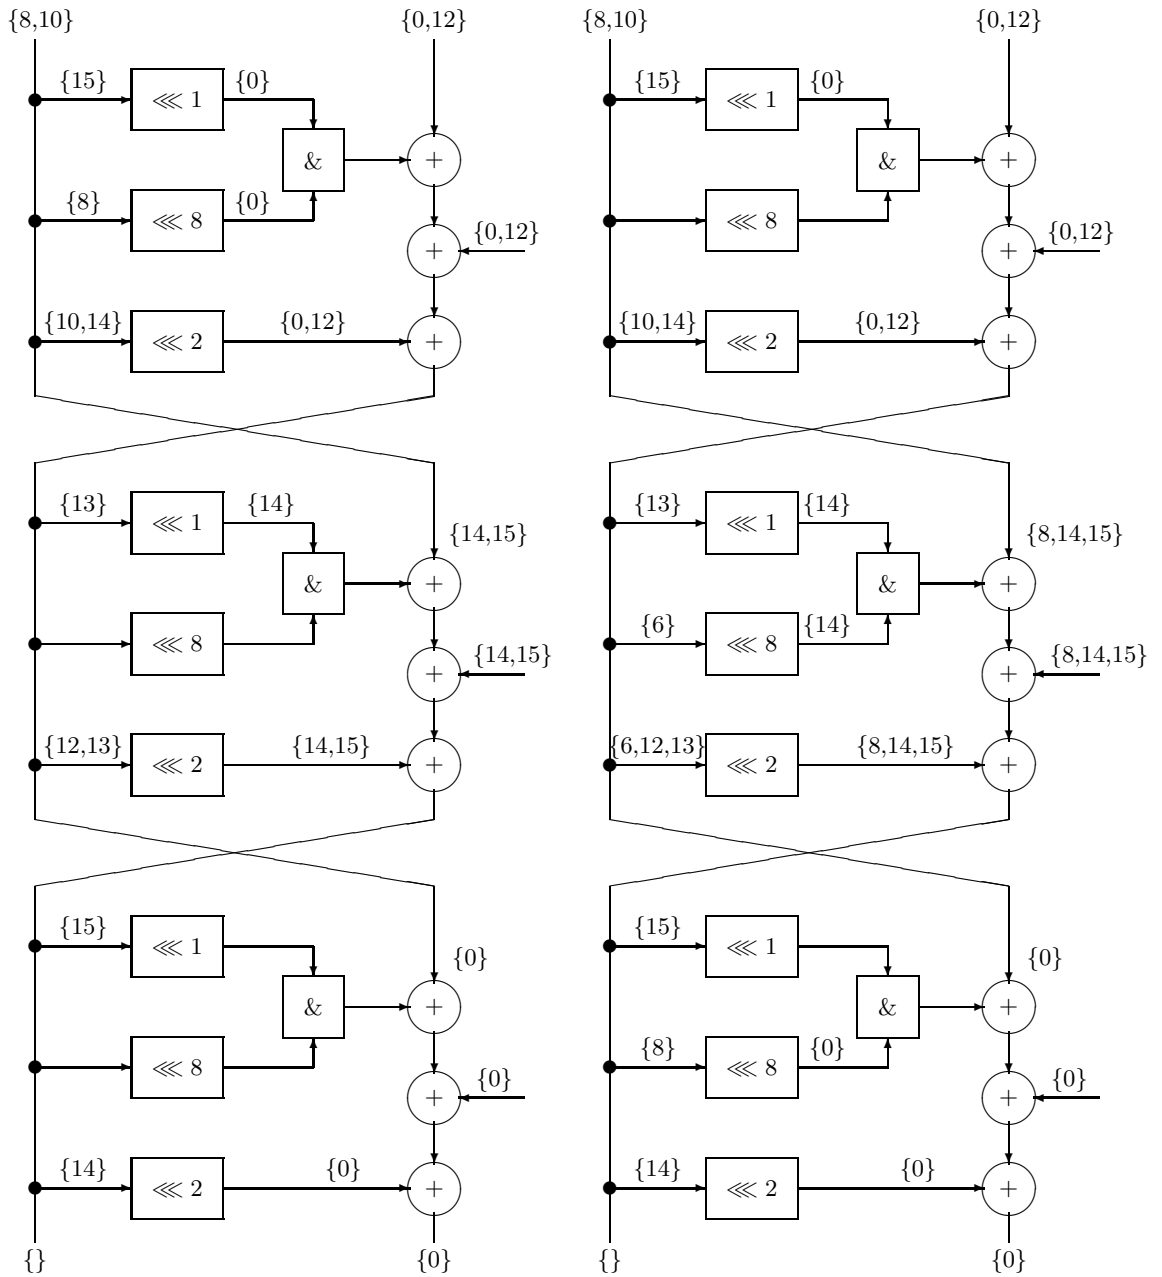 {8,10} {0,12} {8,10} {0,12}
{15} {0} {15} {0}
⋘ 1 ⋘ 1
& + & +
{8} {0}
⋘ 8 ⋘ 8
{0,12} {0,12}
+ +
{10,14} {0,12} {10,14} {0,12}
⋘ 2 + ⋘ 2 +
{13} {14} {13} {14}
⋘ 1 ⋘ 1
{14,15} {8,14,15}
& + & +
{6} {14}
⋘ 8 ⋘ 8
{14,15} {8,14,15}
+ +
{12,13} {14,15} {6,12,13} {8,14,15}
⋘ 2 + ⋘ 2 +
{15} {15}
⋘ 1 ⋘ 1
{0} {0}
& + & +
{8} {0}
⋘ 8 ⋘ 8
{0} {0}
+ +
{14} {0} {14} {0}
⋘ 2 + ⋘ 2 +
{} {0} {} {0}